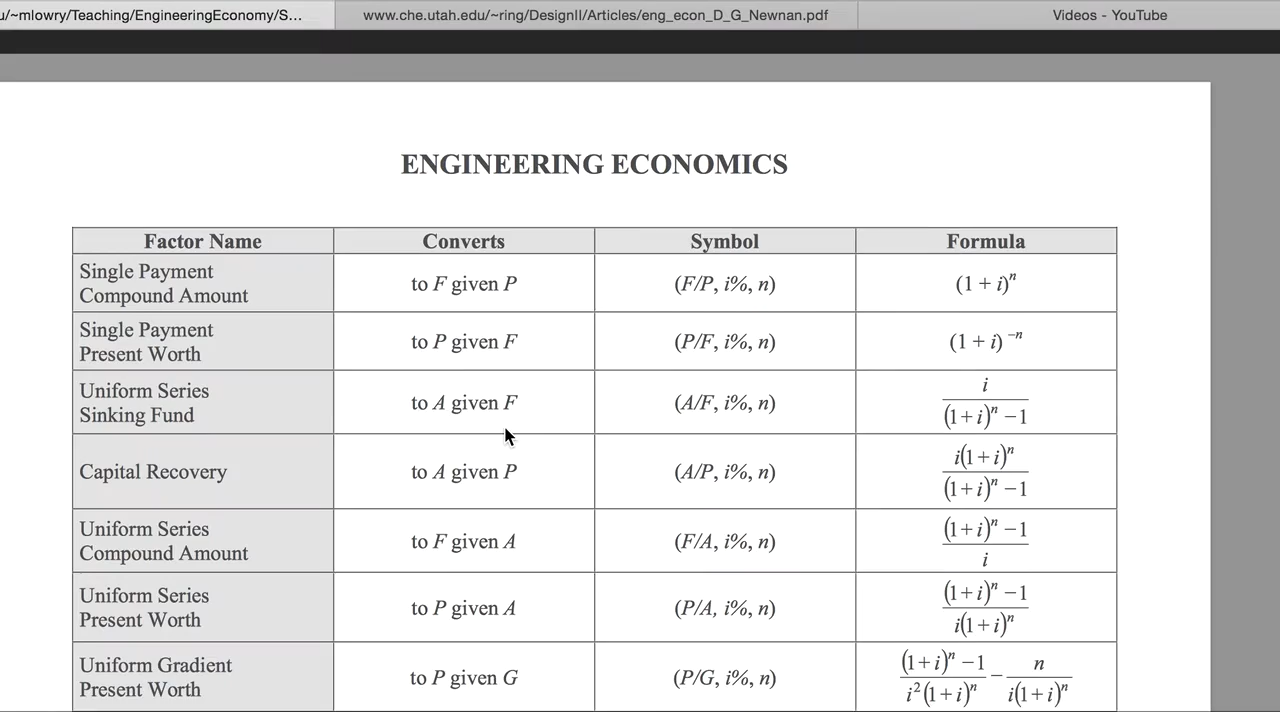 u/~mlowry/Teaching/EngineeringEconomy/S... www.che.utah.edu/~ring/DesignII/Articles/eng_econ_D_G_Newnan.pdf Videos - YouTube
ENGINEERING ECONOMICS
Factor Name Converts Symbol Formula
Single Payment
Compound Amount to F given P (F/P, i%, n) (1 + i)^n
Single Payment
Present Worth to P given F (P/F, i%, n) (1 + i)^−n
Uniform Series
Sinking Fund to A given F (A/F, i%, n) i / ((1+i)^n −1)
Capital Recovery to A given P (A/P, i%, n) i(1+i)^n / ((1+i)^n −1)
Uniform Series
Compound Amount to F given A (F/A, i%, n) ((1+i)^n −1) / i
Uniform Series
Present Worth to P given A (P/A, i%, n) ((1+i)^n −1) / (i(1+i)^n)
Uniform Gradient
Present Worth to P given G (P/G, i%, n) ((1+i)^n −1) / (i^2(1+i)^n) − n / (i(1+i)^n)